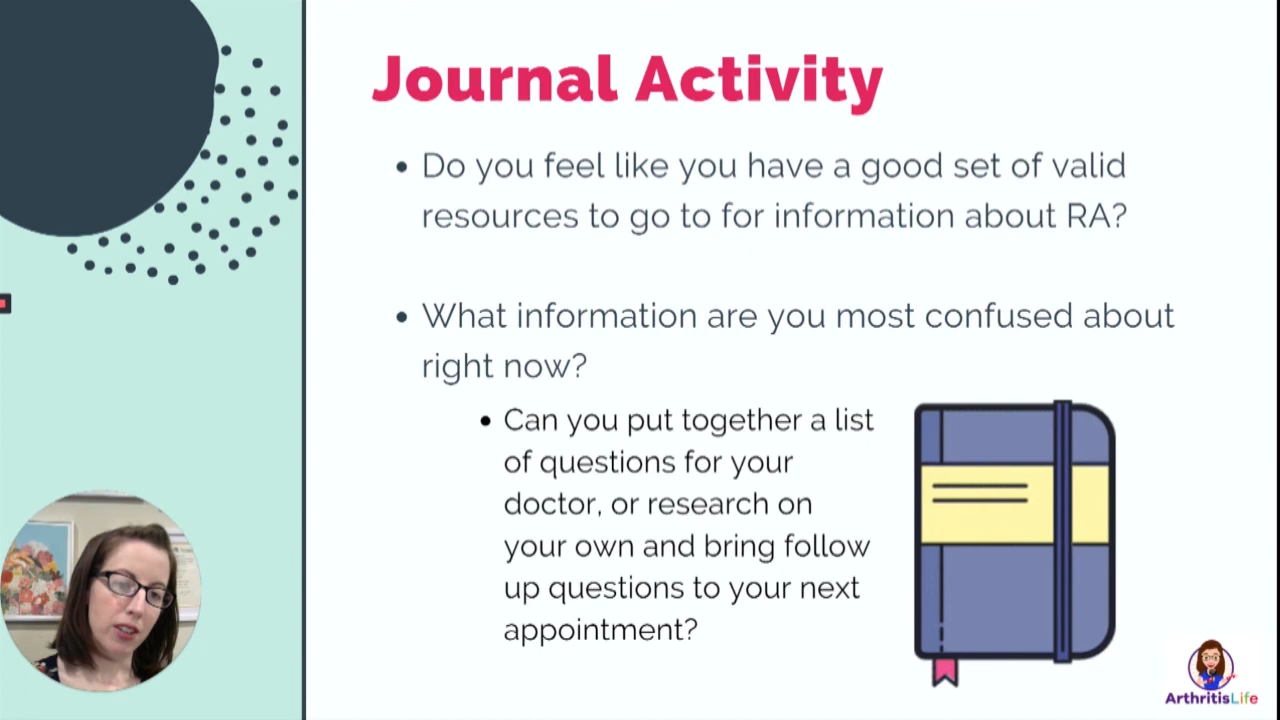 Journal Activity
• Do you feel like you have a good set of valid
resources to go to for information about RA?
• What information are you most confused about
right now?
• Can you put together a list
of questions for your
doctor, or research on
your own and bring follow
up questions to your next
appointment?
ArthritisLife